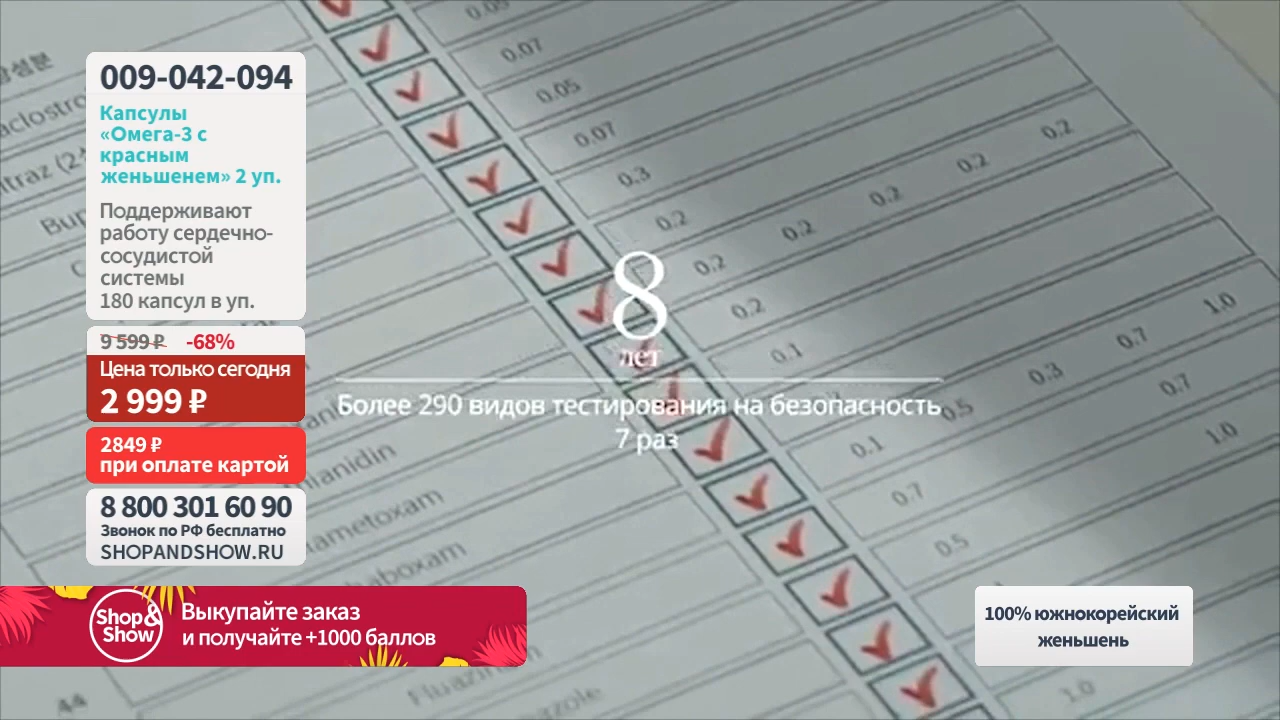 009-042-094
Капсулы
«Омега-3 с
красным
женьшенем» 2 уп.
Поддерживают
работу сердечно-
сосудистой
системы
180 капсул в уп.
9 599 ₽ -68%
Цена только сегодня
2 999 ₽
2849 ₽
при оплате картой
8 800 301 60 90
Звонок по РФ бесплатно
SHOPANDSHOW.RU
Shop&
Show
Выкупайте заказ
и получайте +1000 баллов
8
лет
Более 290 видов тестирования на безопасность
7 раз
100% южнокорейский
женьшень
0.05
0.07
0.05
0.07
0.3
0.2
0.2 0.2 0.2 0.2
0.2
0.2
0.1
0.1 0.5 0.3 0.7 1.0
0.7 0.7
0.5 1.0
1.0
44